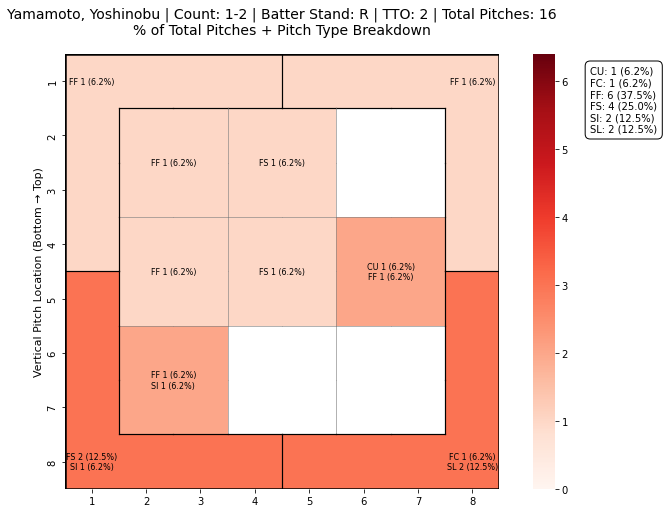 Yamamoto, Yoshinobu | Count: 1-2 | Batter Stand: R | TTO: 2 | Total Pitches: 16
% of Total Pitches + Pitch Type Breakdown
FF 1 (6.2%)
FF 1 (6.2%)
FF 1 (6.2%)
FS 1 (6.2%)
FF 1 (6.2%)
FS 1 (6.2%)
CU 1 (6.2%)
FF 1 (6.2%)
FF 1 (6.2%)
SI 1 (6.2%)
FS 2 (12.5%)
SI 1 (6.2%)
FC 1 (6.2%)
SL 2 (12.5%)
Vertical Pitch Location (Bottom → Top)
1
2
3
4
5
6
7
8
1
2
3
4
5
6
7
8
6
5
4
3
2
1
0
CU: 1 (6.2%)
FC: 1 (6.2%)
FF: 6 (37.5%)
FS: 4 (25.0%)
SI: 2 (12.5%)
SL: 2 (12.5%)